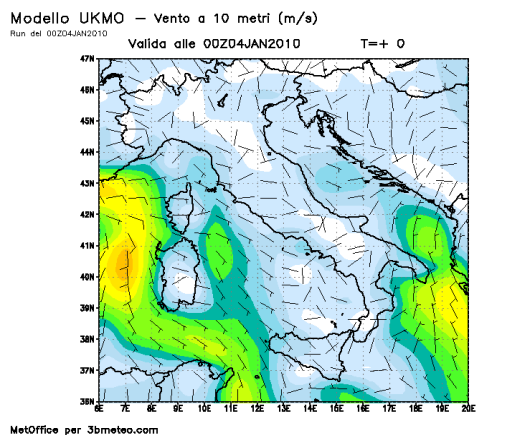 Modello UKMO – Vento a 10 metri (m/s)
Run del 00Z04JAN2010
Valida alle 00Z04JAN2010 T=+ 0
47N
46N
45N
44N
43N
42N
41N
40N
39N
38N
37N
36N
6E 7E 8E 9E 10E 11E 12E 13E 14E 15E 16E 17E 18E 19E 20E
MetOffice per 3bmeteo.com